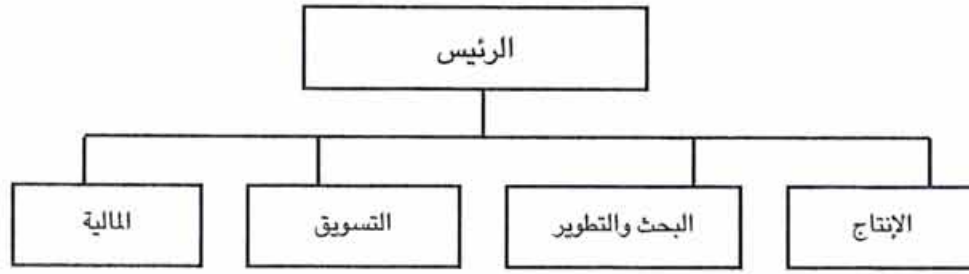 الرئيس
الإنتاج
البحث والتطوير
التسويق
المالية